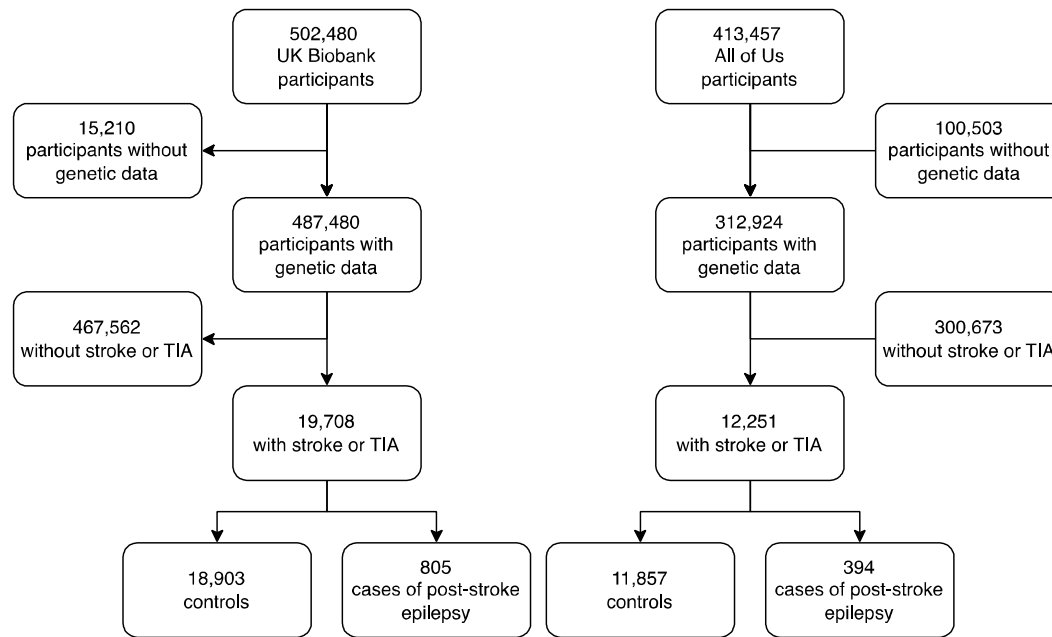 502,480
UK Biobank
participants
413,457
All of Us
participants
15,210
participants without
genetic data
100,503
participants without
genetic data
487,480
participants with
genetic data
312,924
participants with
genetic data
467,562
without stroke or TIA
300,673
without stroke or TIA
19,708
with stroke or TIA
12,251
with stroke or TIA
18,903
controls
805
cases of post-stroke
epilepsy
11,857
controls
394
cases of post-stroke
epilepsy